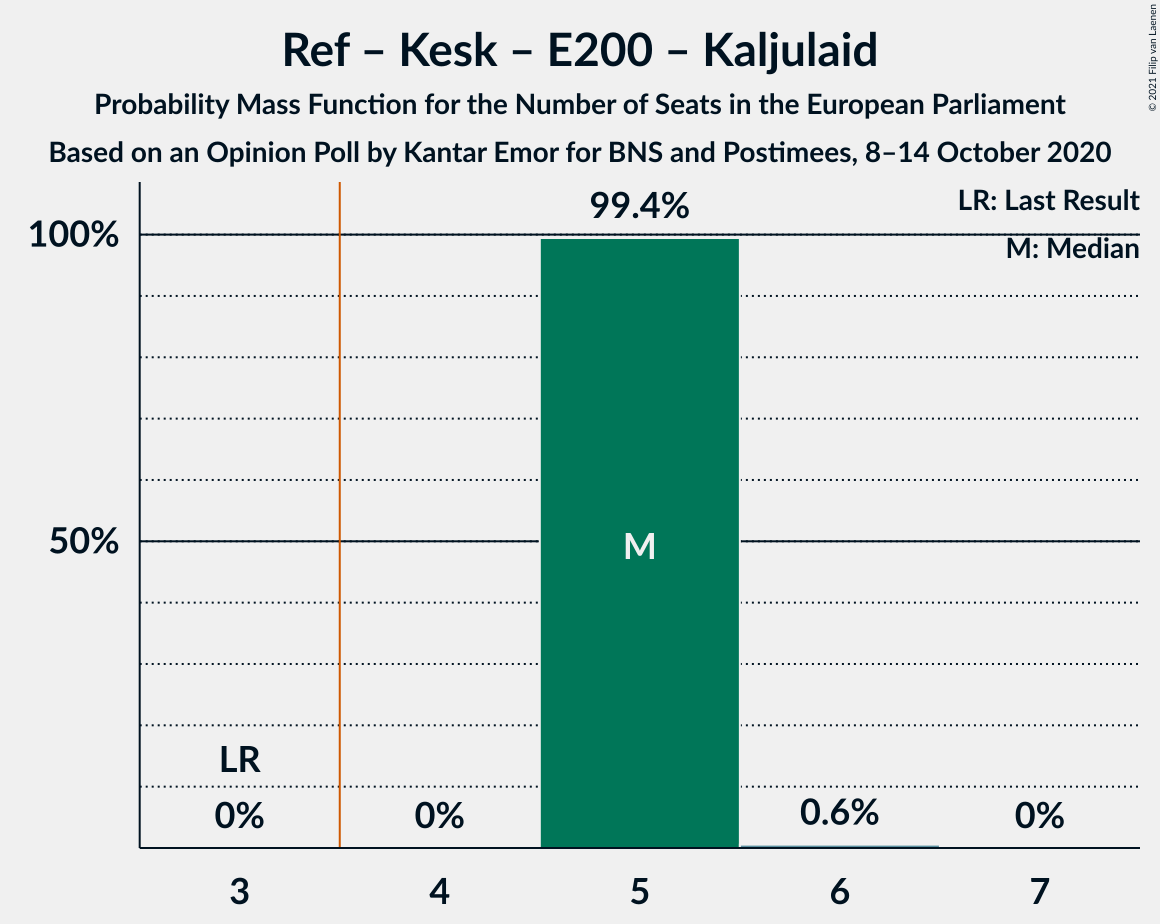 Ref – Kesk – E200 – Kaljulaid
Probability Mass Function for the Number of Seats in the European Parliament
Based on an Opinion Poll by Kantar Emor for BNS and Postimees, 8–14 October 2020
© 2021 Filip van Laenen
LR: Last Result
M: Median
100%
50%
99.4%
M
LR
0%
0%
0.6%
0%
3
4
5
6
7